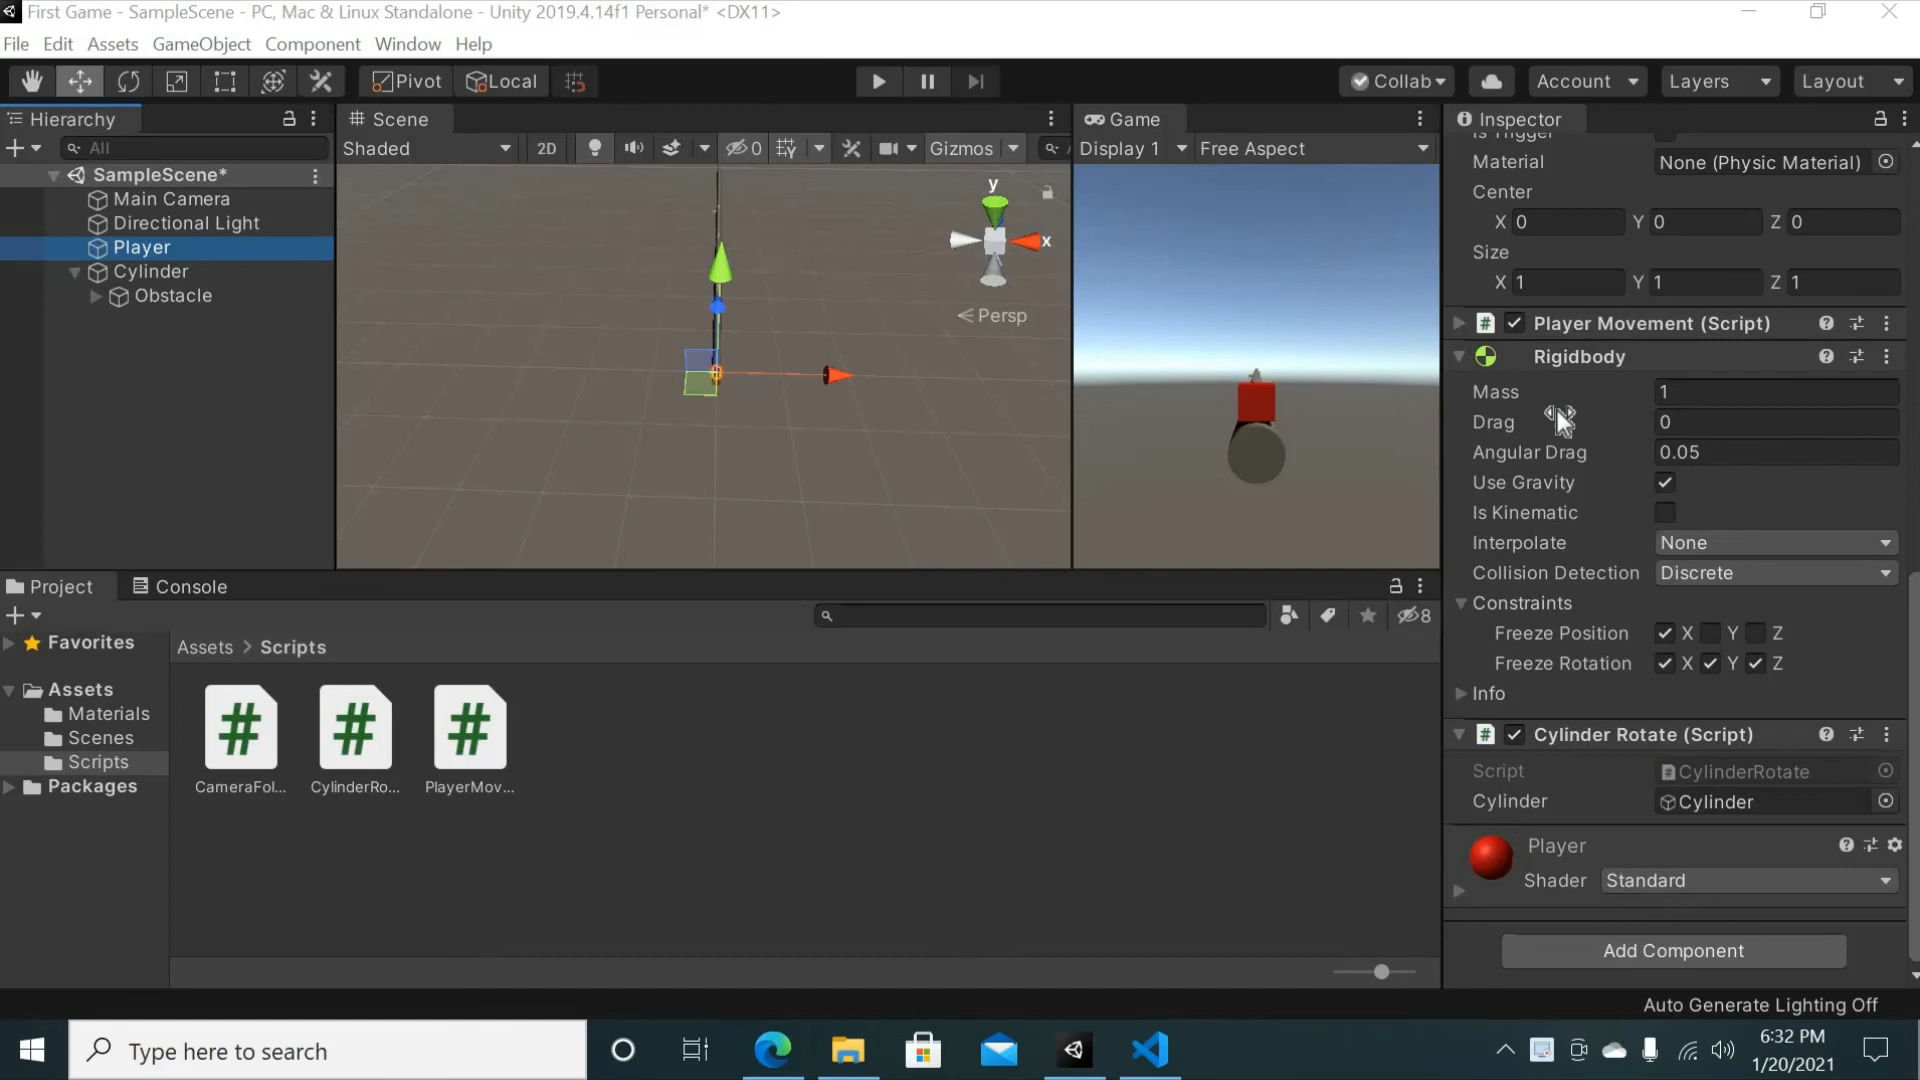 First Game - SampleScene - PC, Mac & Linux Standalone - Unity 2019.4.14f1 Personal* <DX11>
File Edit Assets GameObject Component Window Help
Pivot Local Collab Account Layers Layout
Hierarchy
All
SampleScene*
Main Camera
Directional Light
Player
Cylinder
Obstacle
Scene
Shaded 2D 0 Gizmos
y
x
Persp
Game
Display 1 Free Aspect
Inspector
Is Trigger
Material None (Physic Material)
Center
X 0 Y 0 Z 0
Size
X 1 Y 1 Z 1
Player Movement (Script)
Rigidbody
Mass 1
Drag 0
Angular Drag 0.05
Use Gravity
Is Kinematic
Interpolate None
Collision Detection Discrete
Constraints
Freeze Position X Y Z
Freeze Rotation X Y Z
Info
Cylinder Rotate (Script)
Script CylinderRotate
Cylinder Cylinder
Player
Shader Standard
Add Component
Project Console
8
Favorites
Assets
Materials
Scenes
Scripts
Packages
Assets > Scripts
CameraFol... CylinderRo... PlayerMov...
Auto Generate Lighting Off
Type here to search
6:32 PM
1/20/2021